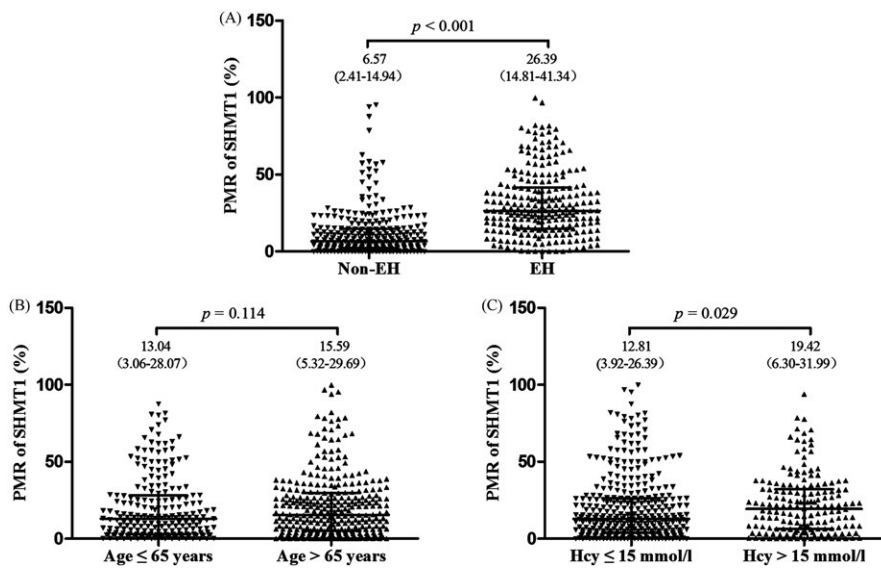 (A)
150
100
50
0
PMR of SHMT1 (%)
p < 0.001
6.57
(2.41-14.94)
26.39
(14.81-41.34)
Non-EH
EH
(B)
150
100
50
0
PMR of SHMT1 (%)
p = 0.114
13.04
(3.06-28.07)
15.59
(5.32-29.69)
Age ≤ 65 years
Age > 65 years
(C)
150
100
50
0
PMR of SHMT1 (%)
p = 0.029
12.81
(3.92-26.39)
19.42
(6.30-31.99)
Hcy ≤ 15 mmol/l
Hcy > 15 mmol/l